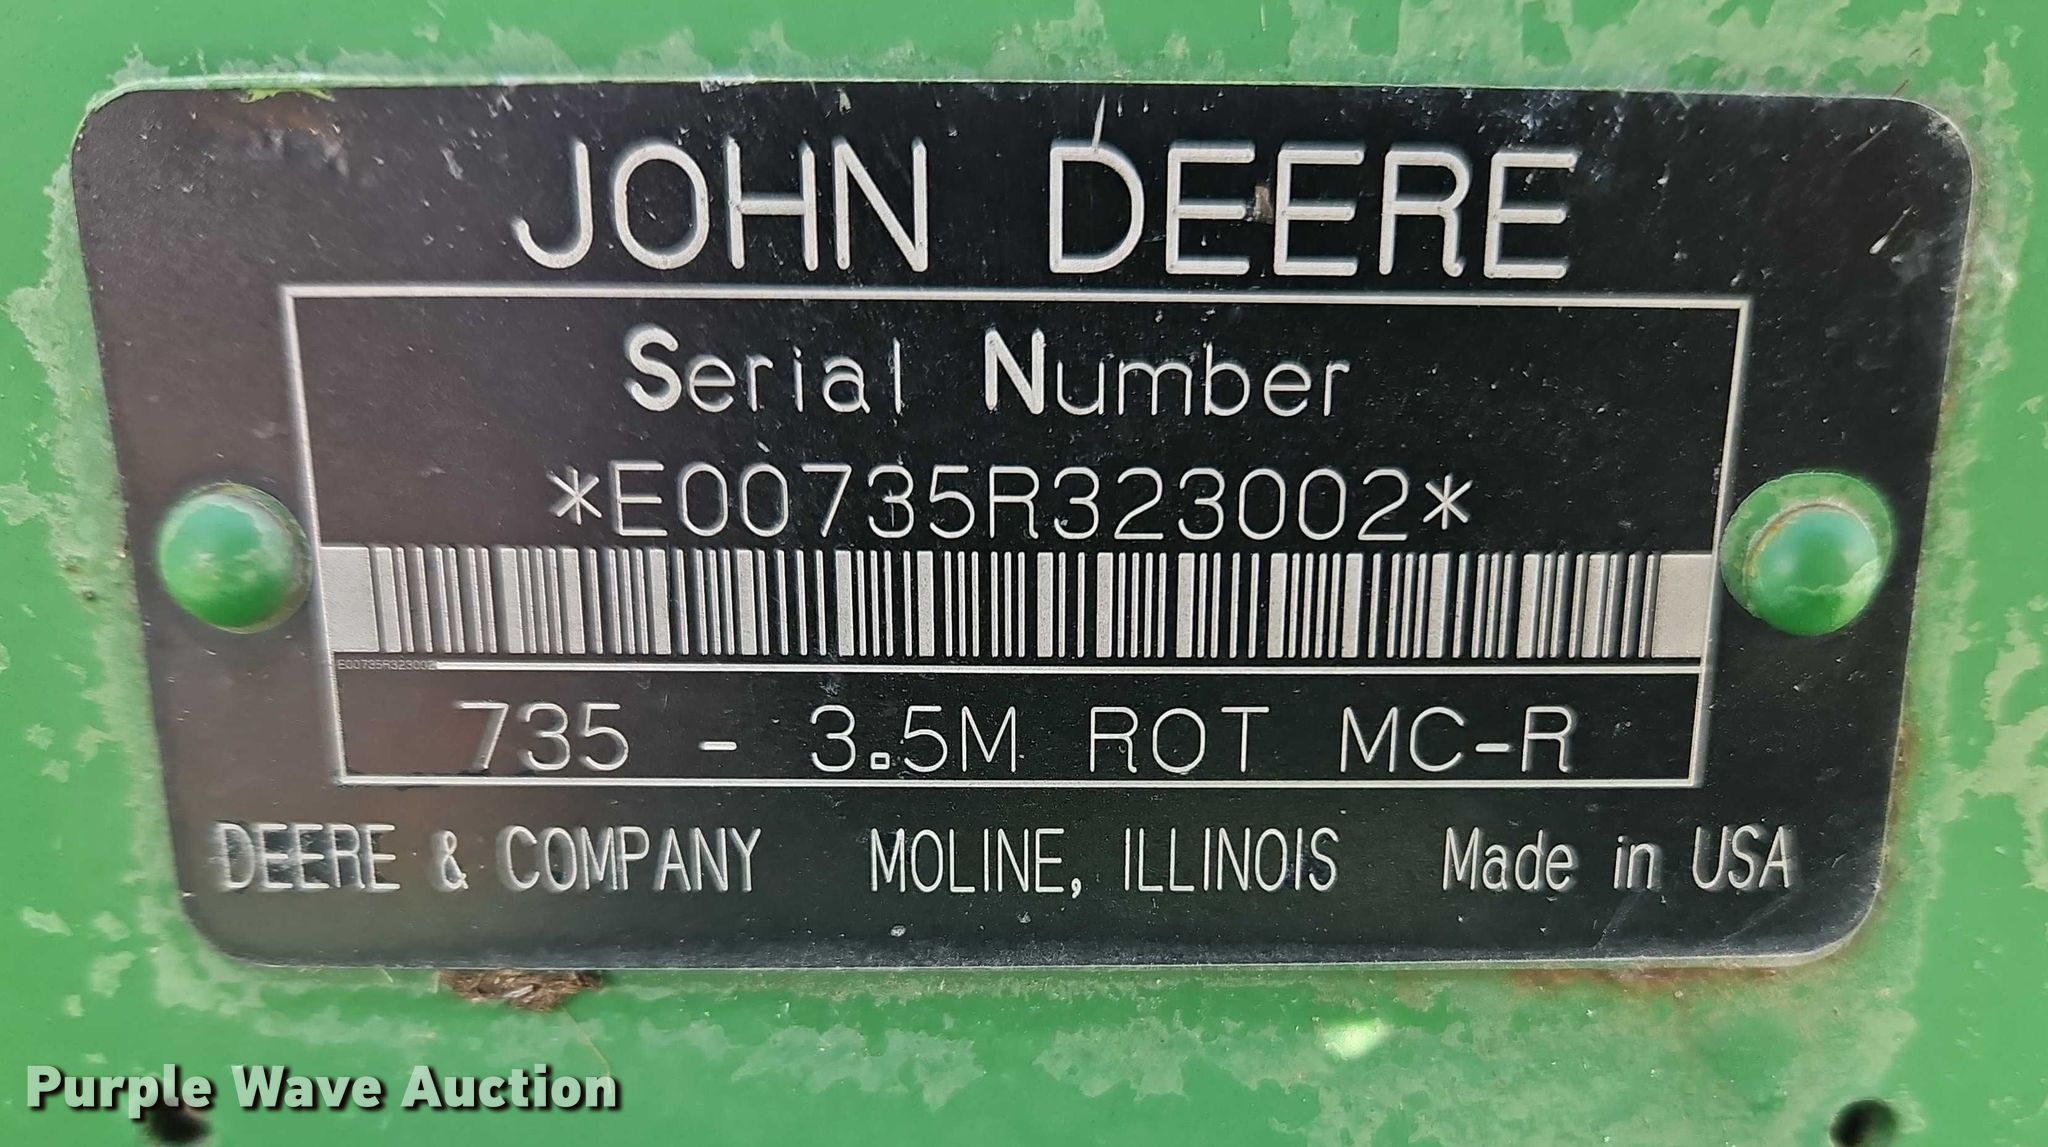 JOHN DEERE
Serial Number
*E00735R323002*
E00735R323002
735 - 3.5M ROT MC-R
DEERE & COMPANY MOLINE, ILLINOIS Made in USA
Purple Wave Auction